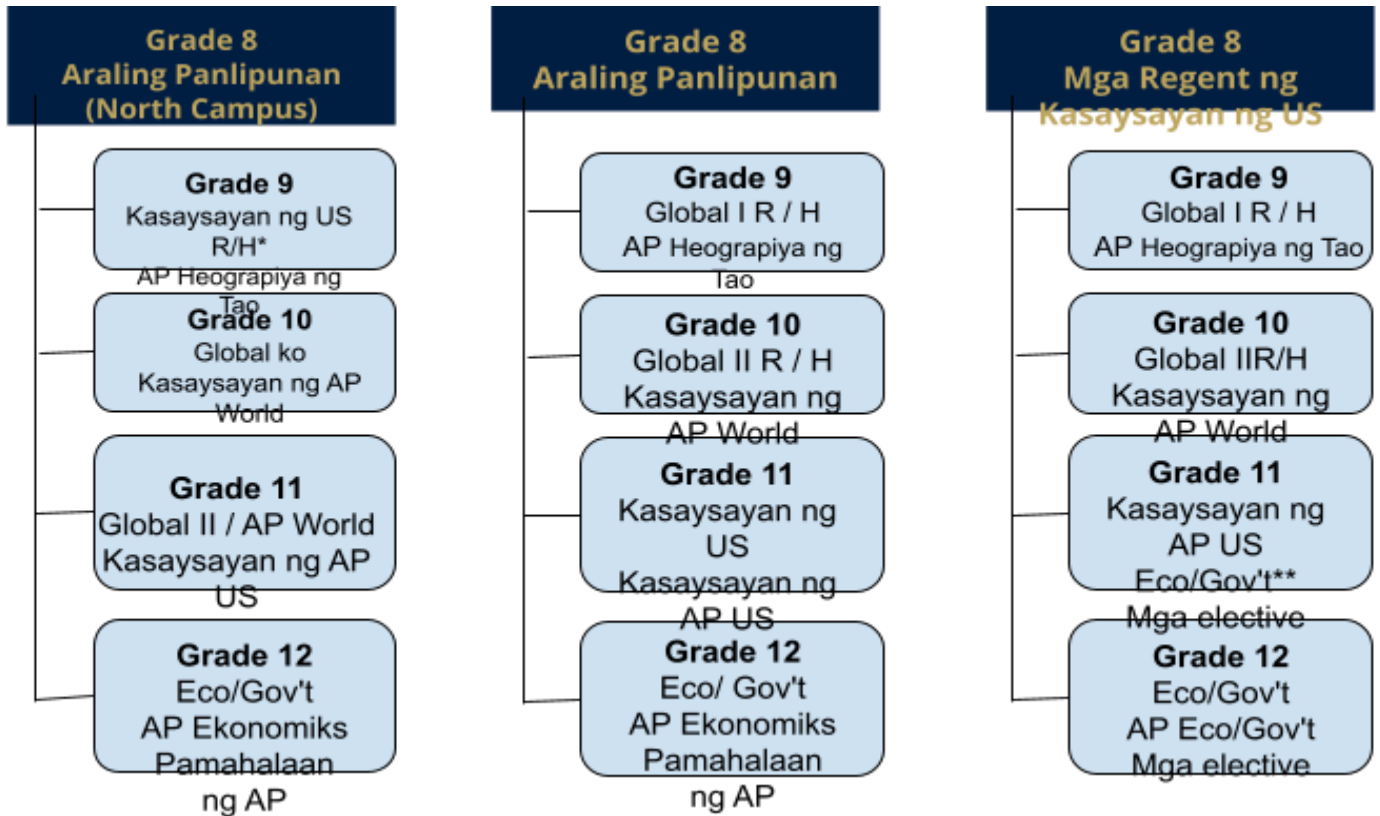 Grade 8
Araling Panlipunan
(North Campus)
Grade 9
Kasaysayan ng US
R/H*
AP Heograpiya ng
Tao
Grade 10
Global ko
Kasaysayan ng AP
World
Grade 11
Global II / AP World
Kasaysayan ng AP
US
Grade 12
Eco/Gov't
AP Ekonomiks
Pamahalaan
ng AP
Grade 8
Araling Panlipunan
Grade 9
Global I R / H
AP Heograpiya ng
Tao
Grade 10
Global II R / H
Kasaysayan ng
AP World
Grade 11
Kasaysayan ng
US
Kasaysayan ng
AP US
Grade 12
Eco/ Gov't
AP Ekonomiks
Pamahalaan
ng AP
Grade 8
Mga Regent ng
Kasaysayan ng US
Grade 9
Global I R / H
AP Heograpiya ng Tao
Grade 10
Global IIR/H
Kasaysayan ng
AP World
Grade 11
Kasaysayan ng
AP US
Eco/Gov't**
Mga elective
Grade 12
Eco/Gov't
AP Eco/Gov't
Mga elective